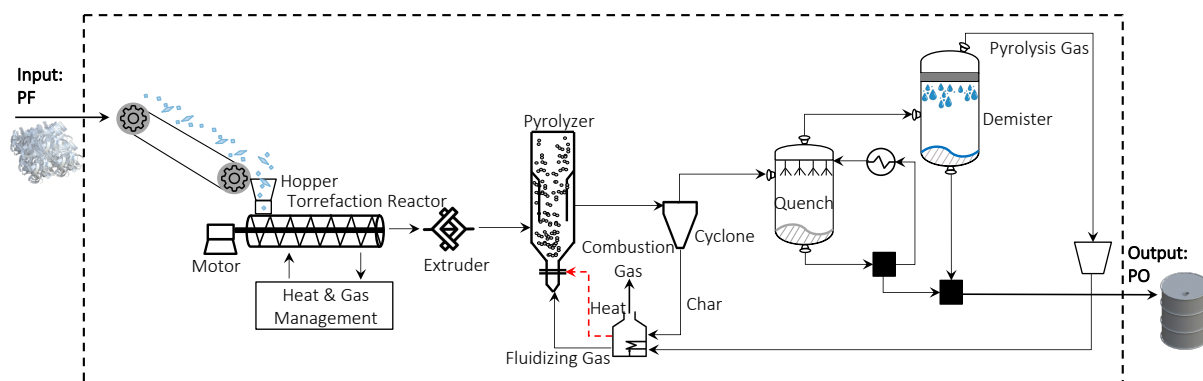 Input:
PF
Hopper
Torrefaction Reactor
Motor
Heat & Gas
Management
Extruder
Pyrolyzer
Combustion
Gas
Heat
Fluidizing Gas
Cyclone
Char
Quench
Pyrolysis Gas
Demister
Output:
PO